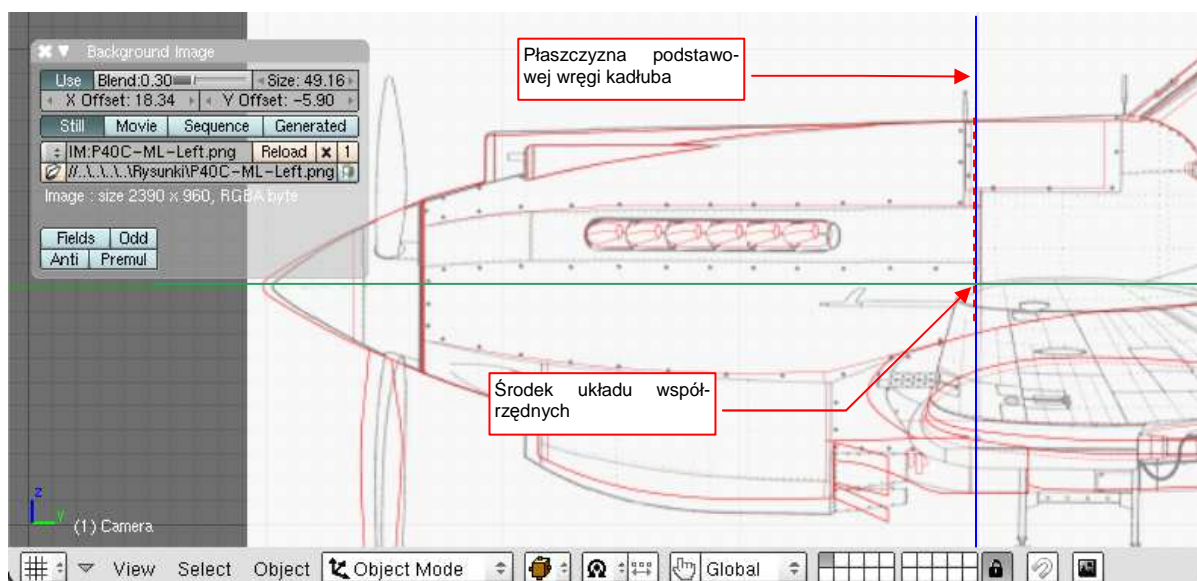 Background Image
Use Blend:0.30 Size: 49.16
X Offset: 18.34 Y Offset: -5.90
Still Movie Sequence Generated
IM:P40C-ML-Left.png Reload x 1
//..\..\..\..\Rysunki\P40C-ML-Left.png
Image : size 2390 x 960, RGBA byte
Fields Odd
Anti Premul
Płaszczyzna podstawo-
wej wręgi kadłuba
Środek układu współ-
rzędnych
z
y
(1) Camera
View Select Object Object Mode Global